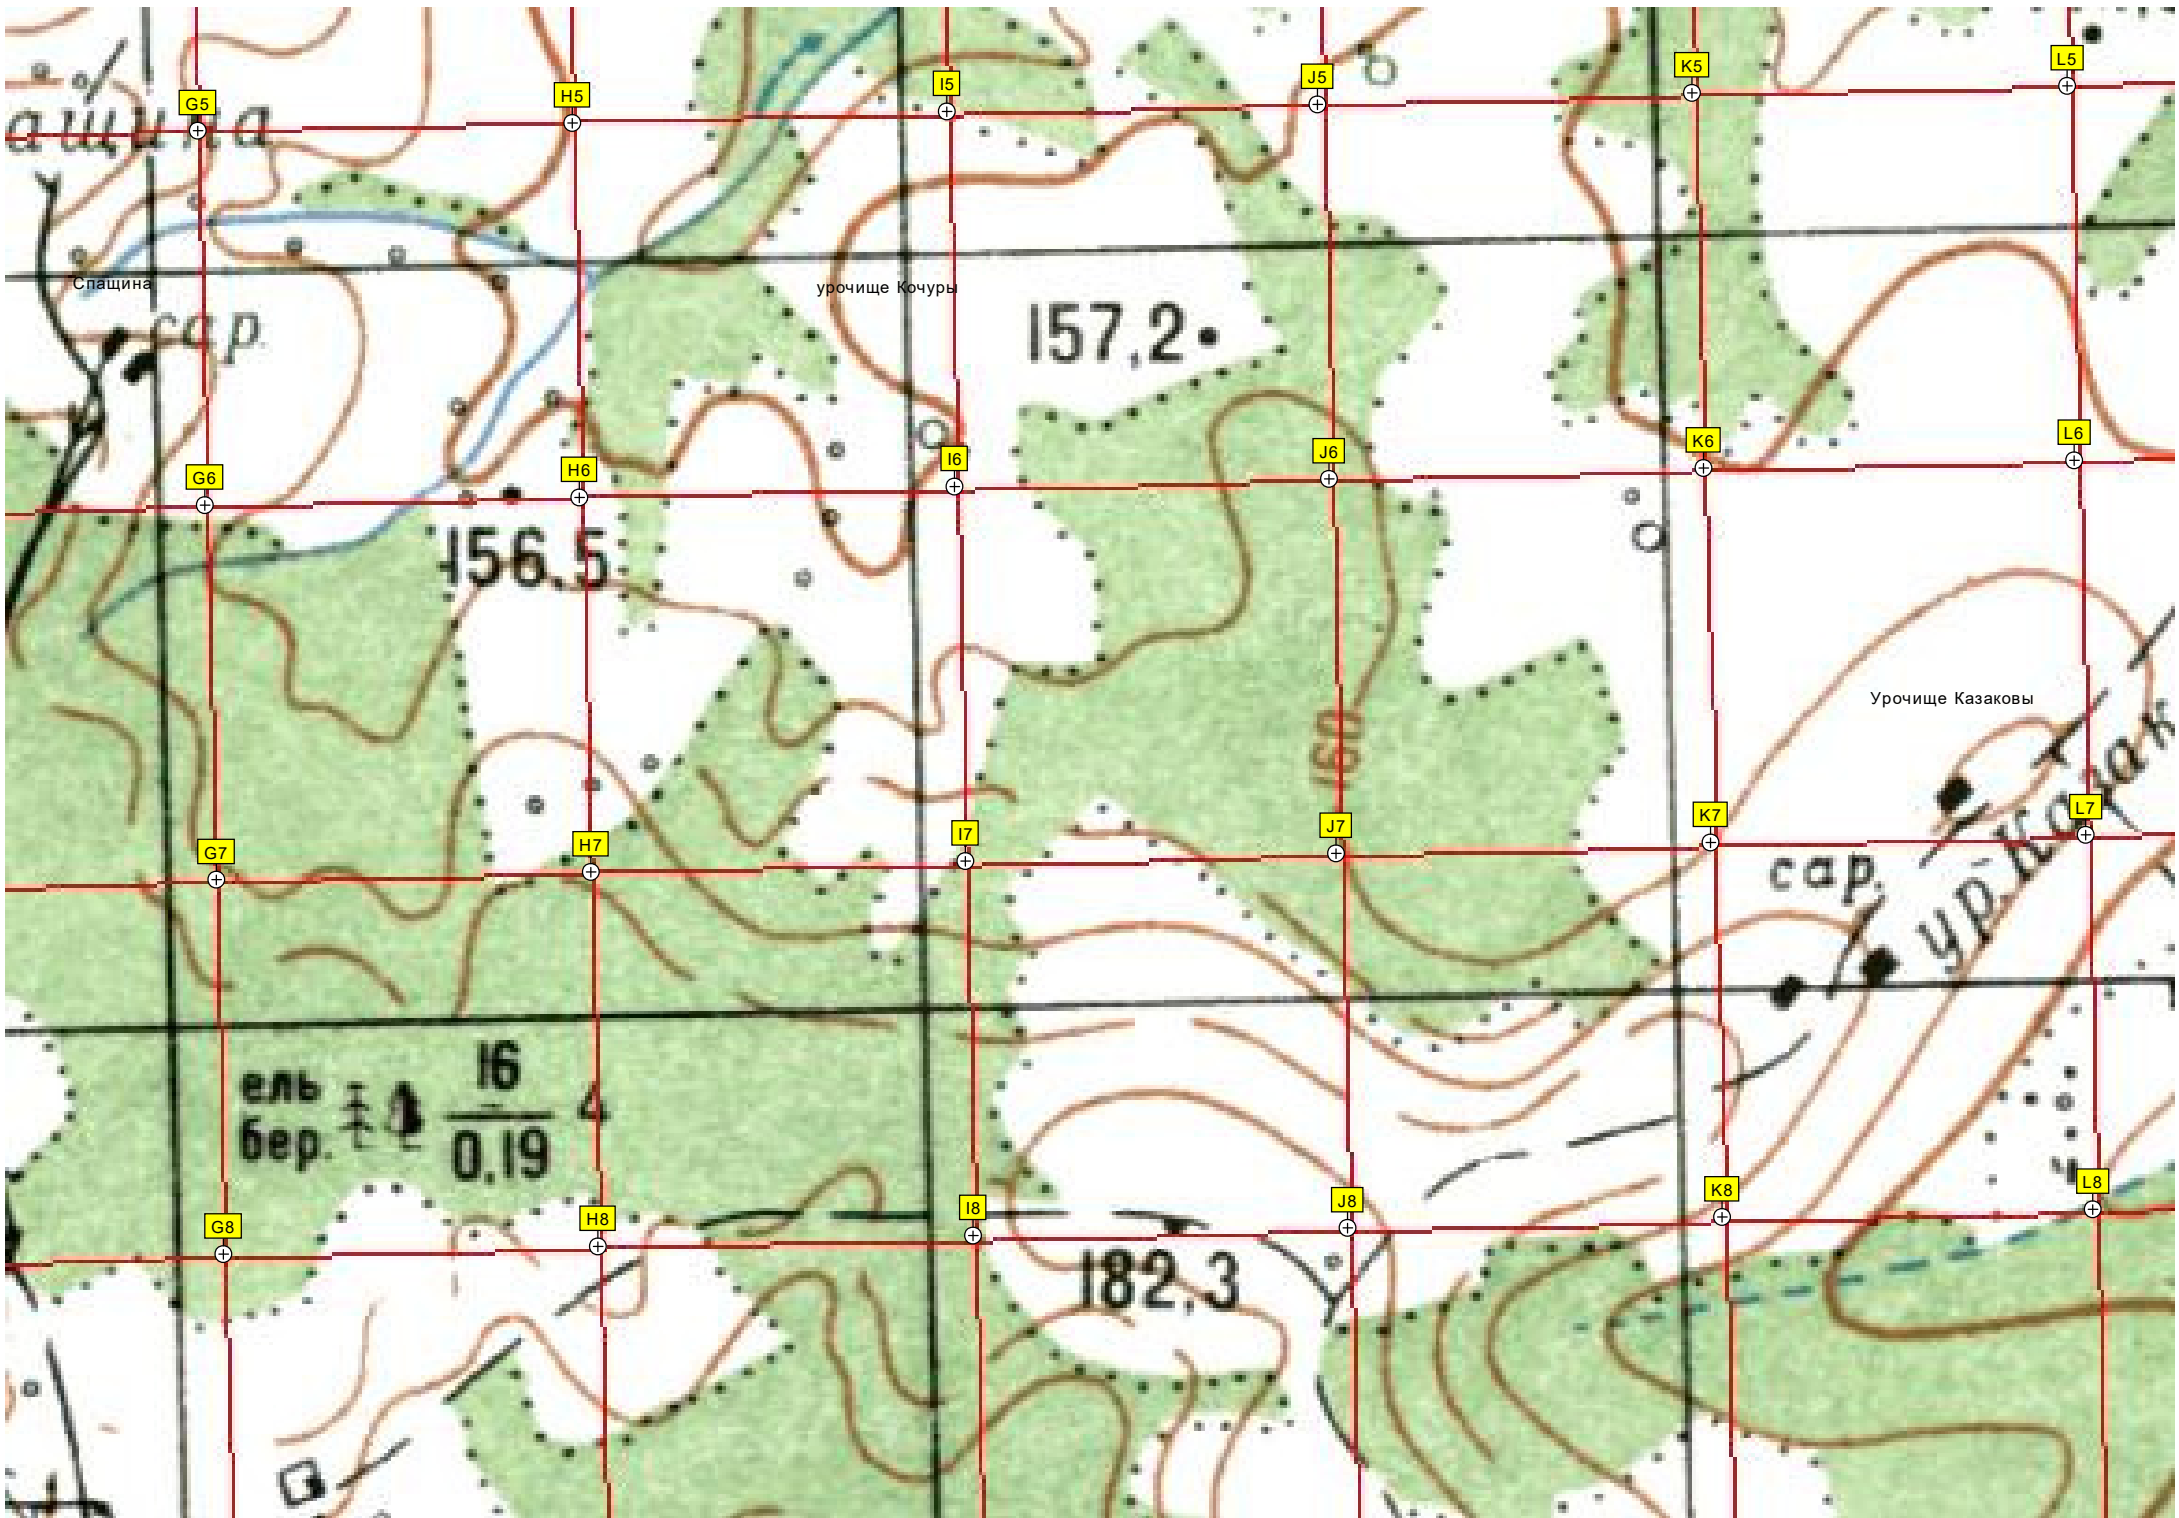 L5
K5
J5
I5
H5
G5
ащина
Спащина
урочище Кочуры
157,2
сар.
L6
K6
J6
I6
H6
G6
156,5
Урочище Казаковы
160
L7
K7
J7
I7
H7
G7
сар.
ур. Казак
ель
бер.
16
0,19
4
L8
K8
J8
I8
H8
G8
182,3